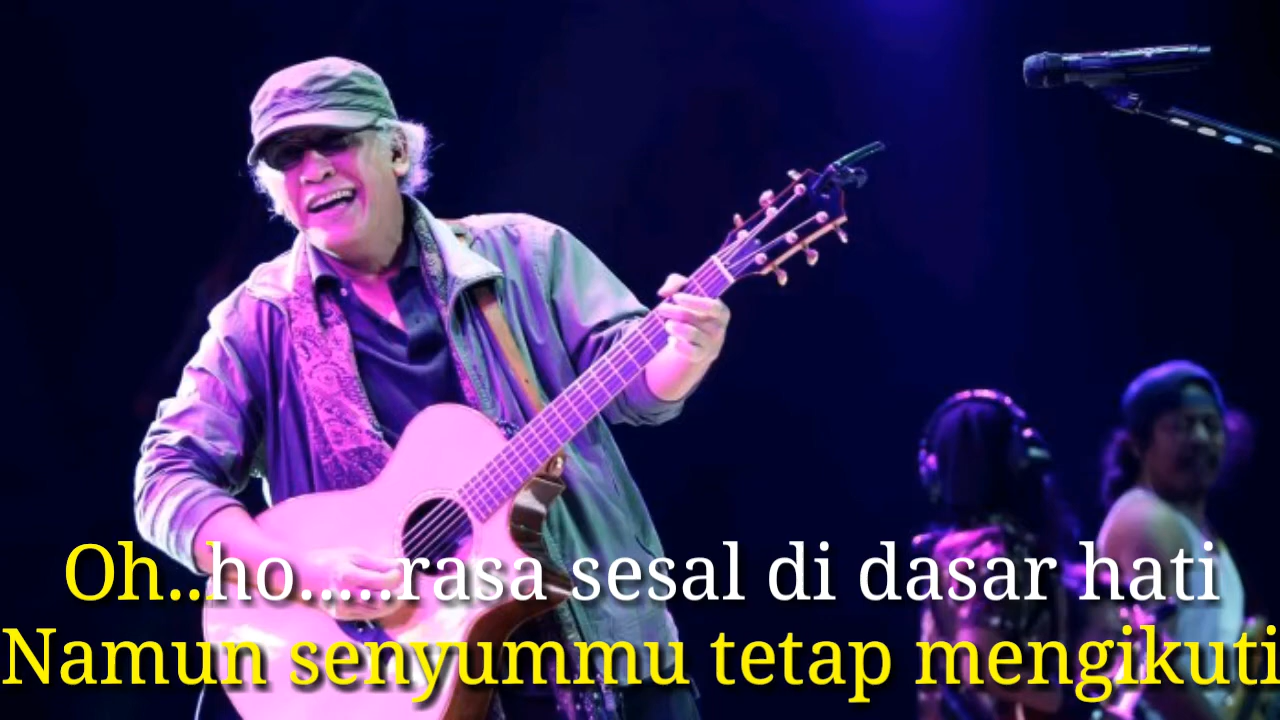 Oh..ho.....rasa sesal di dasar hati
Namun senyummu tetap mengikuti